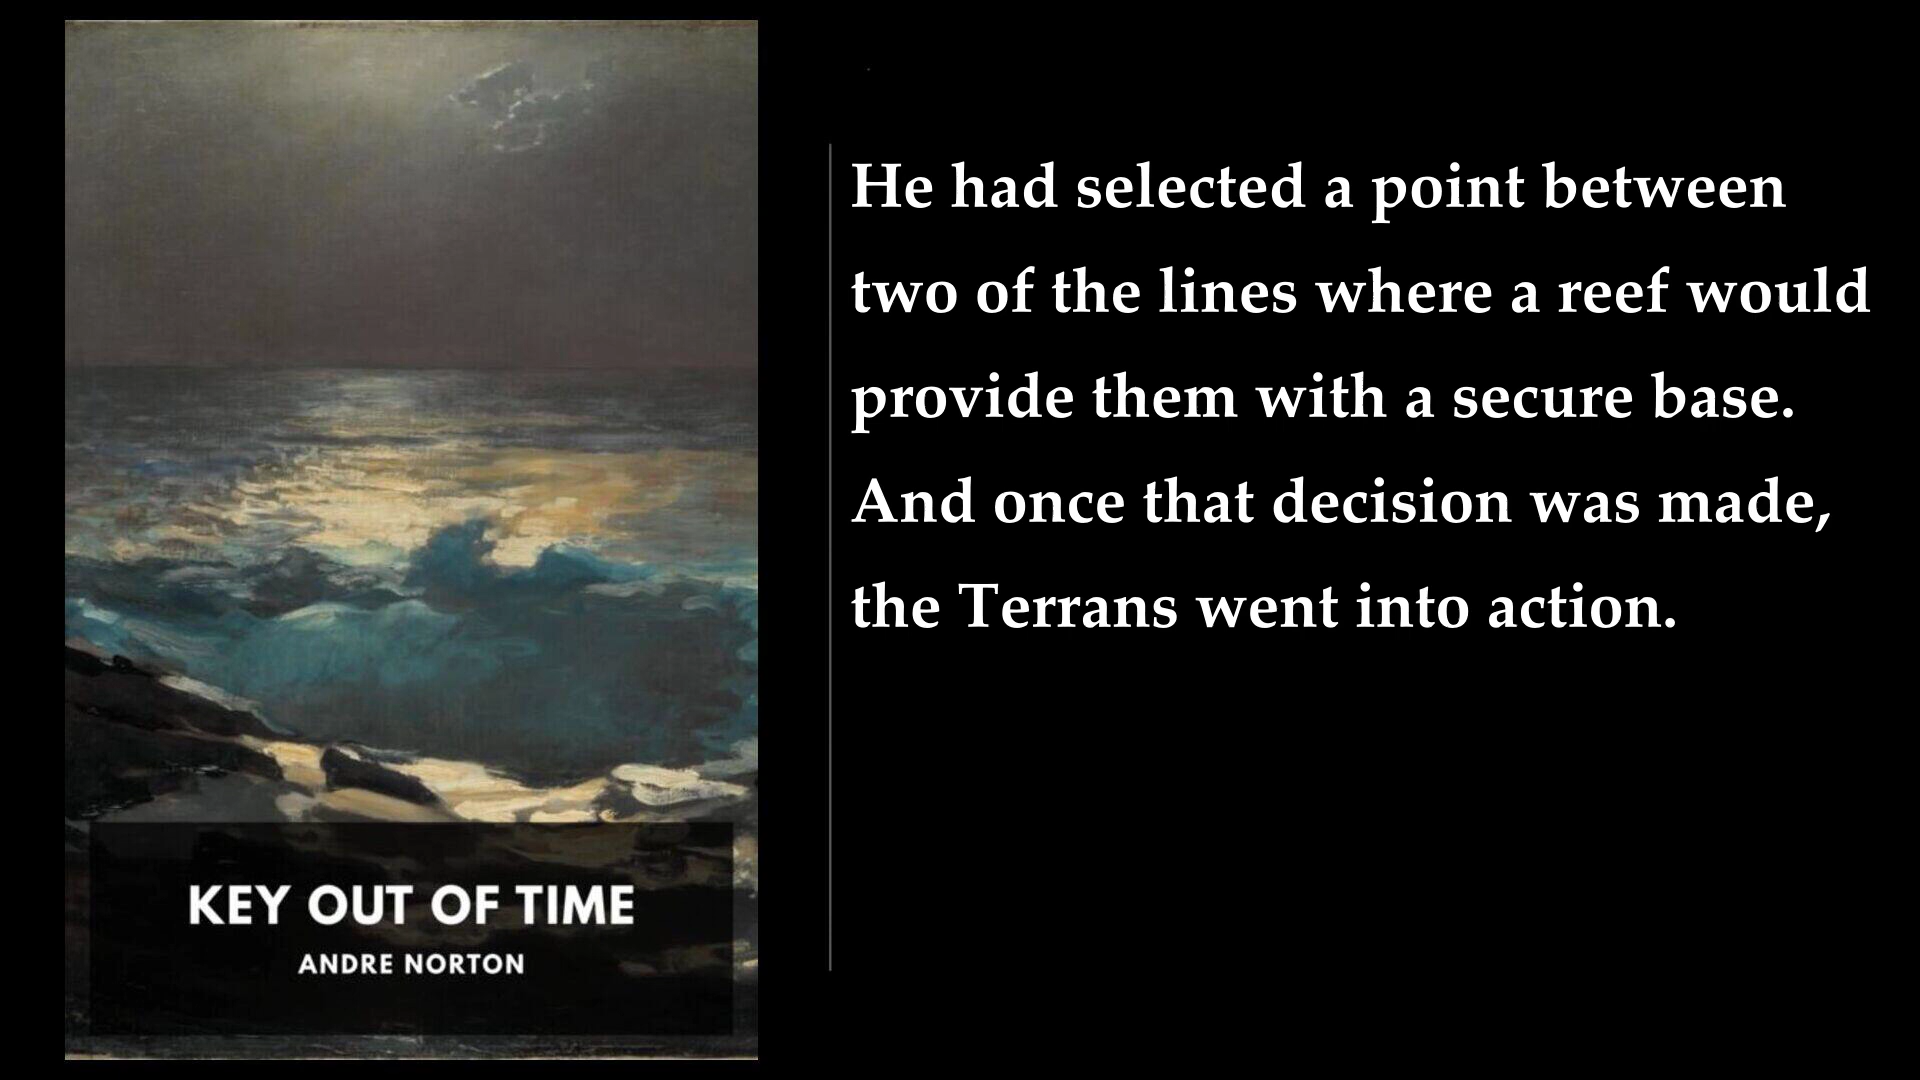 KEY OUT OF TIME
ANDRE NORTON
He had selected a point between
two of the lines where a reef would
provide them with a secure base.
And once that decision was made,
the Terrans went into action.